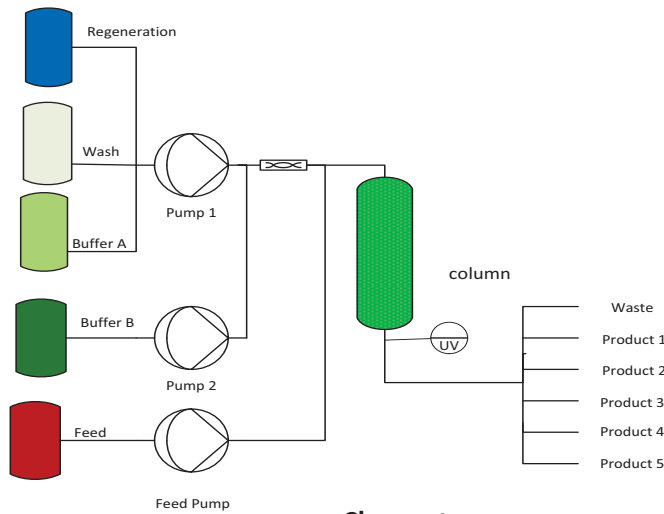 Regeneration
Wash
Pump 1
Buffer A
column
Buffer B
UV
Waste
Product 1
Pump 2
Product 2
Product 3
Feed
Product 4
Product 5
Feed Pump